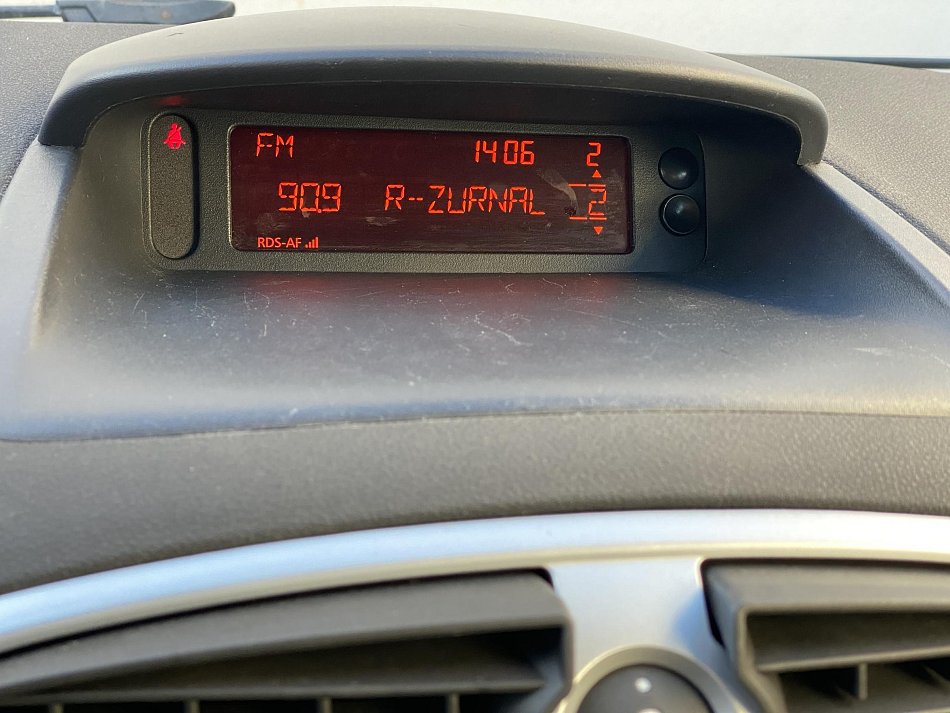 FM 14 06 2
90.9 R--ZURNAL 2
RDS-AF